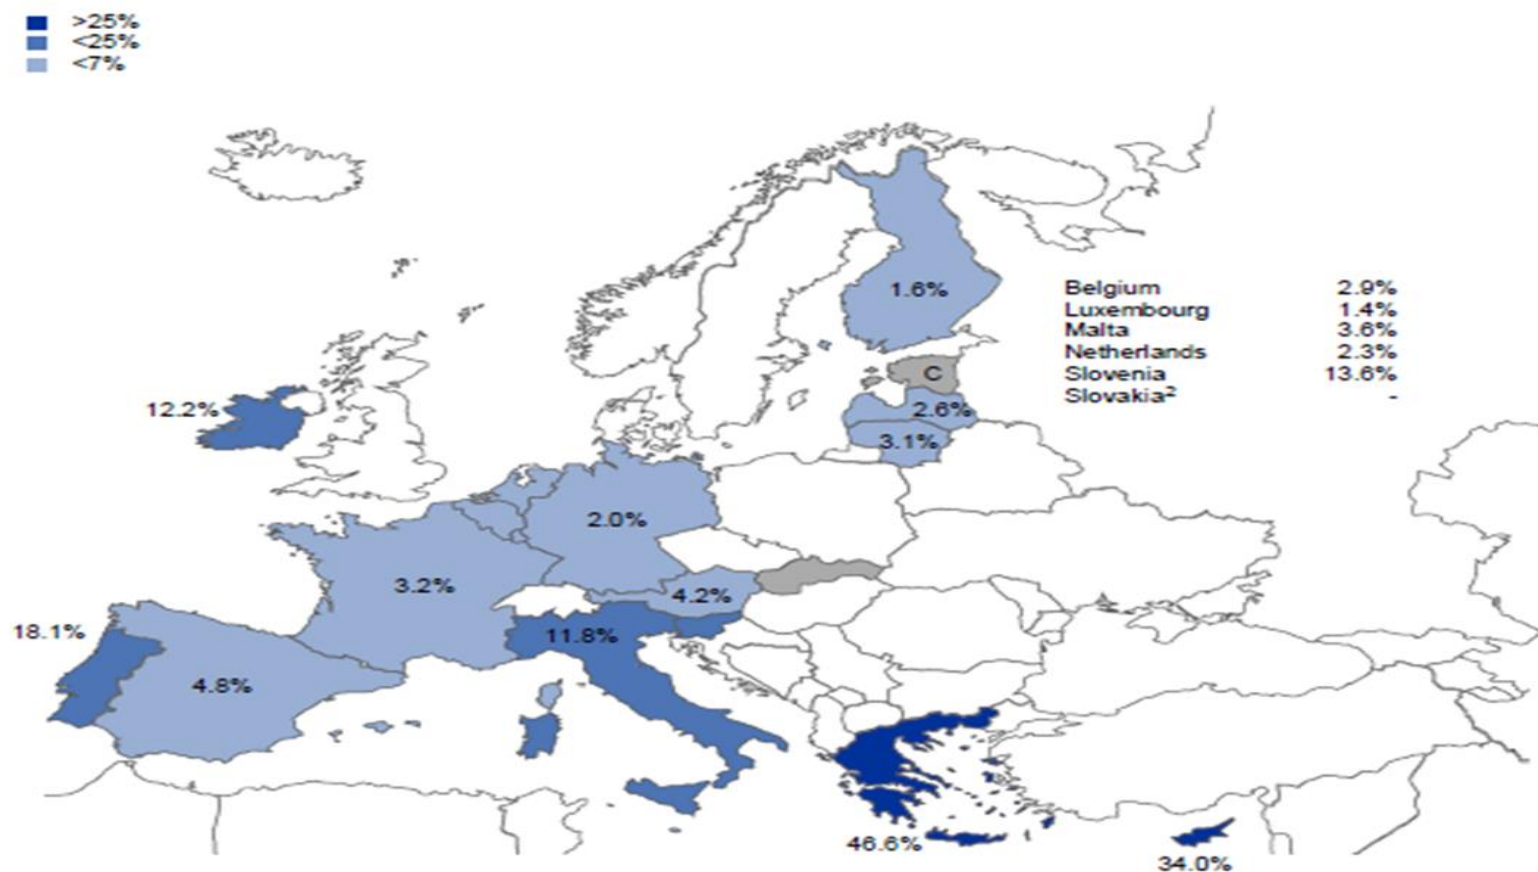 >25%
<25%
<7%
1.6%
Belgium 2.9%
Luxembourg 1.4%
Malta 3.6%
Netherlands 2.3%
Slovenia 13.6%
Slovakia² -
C
12.2%
2.6%
3.1%
2.0%
3.2%
4.2%
18.1%
11.8%
4.8%
46.6%
34.0%